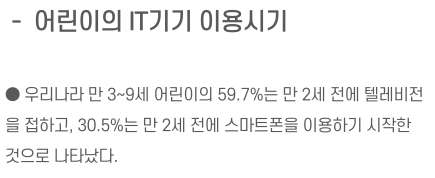 - 어린이의 IT기기 이용시기
● 우리나라 만 3~9세 어린이의 59.7%는 만 2세 전에 텔레비전
을 접하고, 30.5%는 만 2세 전에 스마트폰을 이용하기 시작한
것으로 나타났다.